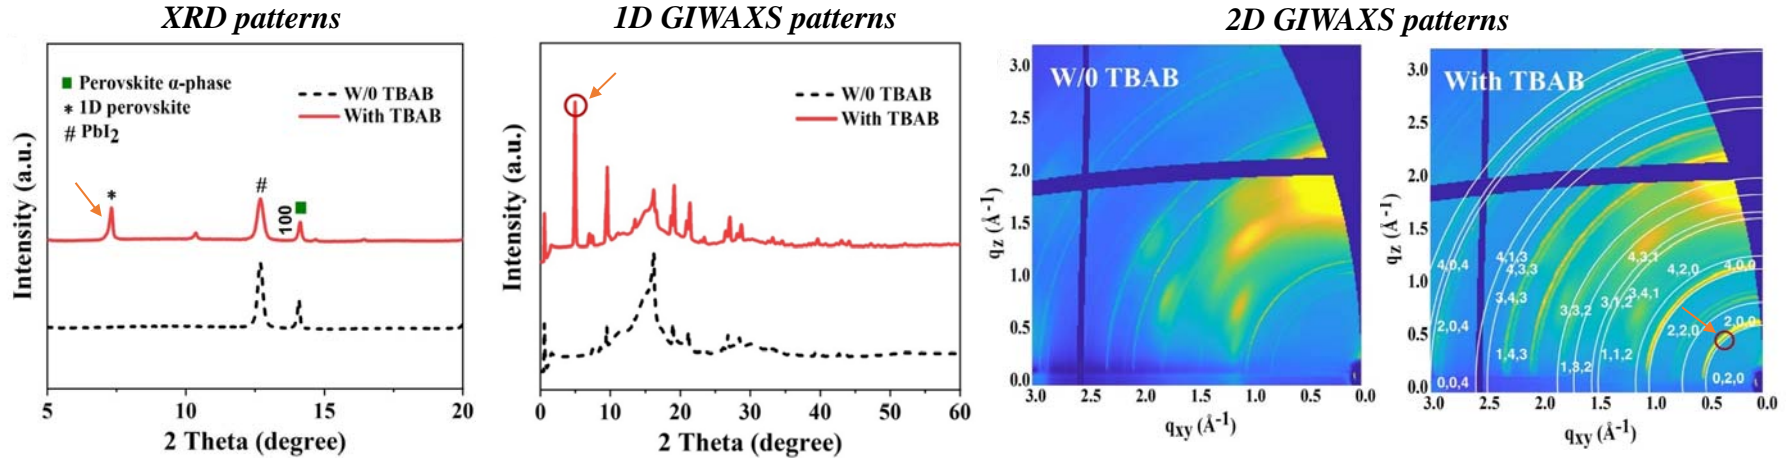 XRD patterns
1D GIWAXS patterns
2D GIWAXS patterns
Intensity (a.u.)
■ Perovskite α-phase
* 1D perovskite
# PbI2
W/0 TBAB
With TBAB
*
#
100
5 10 15 20
2 Theta (degree)
Intensity (a.u.)
W/0 TBAB
With TBAB
0 10 20 30 40 50 60
2 Theta (degree)
W/0 TBAB
qz (Å-1)
3.0
2.5
2.0
1.5
1.0
0.5
0.0
3.0 2.5 2.0 1.5 1.0 0.5 0.0
qxy (Å-1)
With TBAB
qz (Å-1)
3.0
2.5
2.0
1.5
1.0
0.5
0.0
4,0,4 4,1,3 4,3,1 4,0,0
4,3,3 4,2,0
3,4,3 3,3,2 3,1,2 3,4,1
2,0,4 2,2,0 2,0,0
1,4,3 1,3,2 1,1,2
0,0,4 0,2,0
3.0 2.5 2.0 1.5 1.0 0.5 0.0
qxy (Å-1)